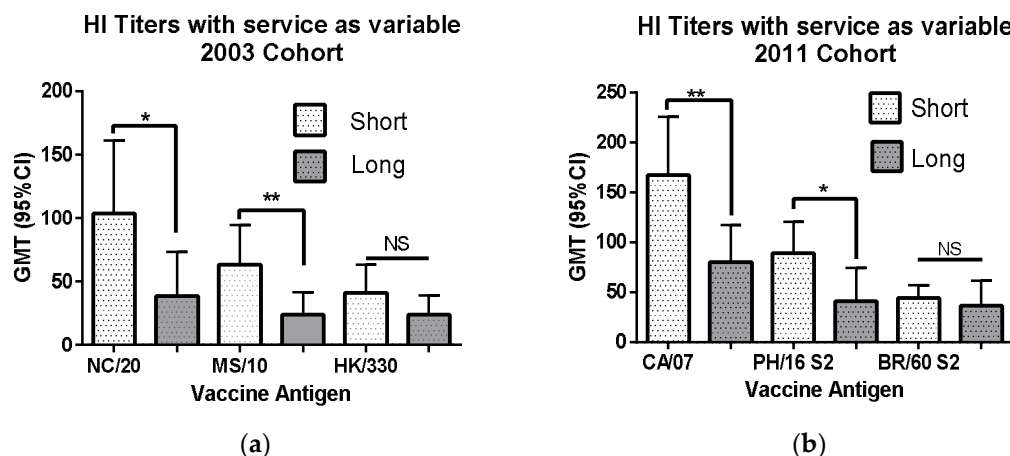 HI Titers with service as variable
2003 Cohort
GMT (95%CI)
200
150
100
50
0
*
**
NS
Short
Long
NC/20
MS/10
HK/330
Vaccine Antigen
(a)
HI Titers with service as variable
2011 Cohort
GMT (95%CI)
250
200
150
100
50
0
**
*
NS
Short
Long
CA/07
PH/16 S2
BR/60 S2
Vaccine Antigen
(b)